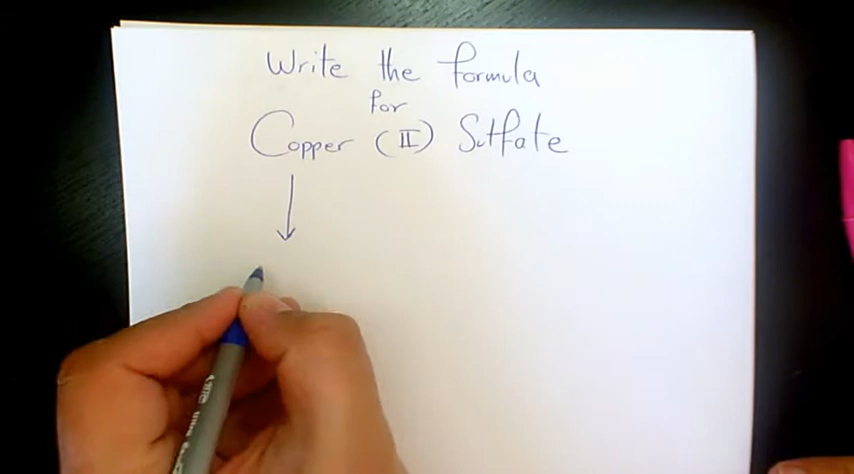 Write the formula
for
Copper (II) Sulfate